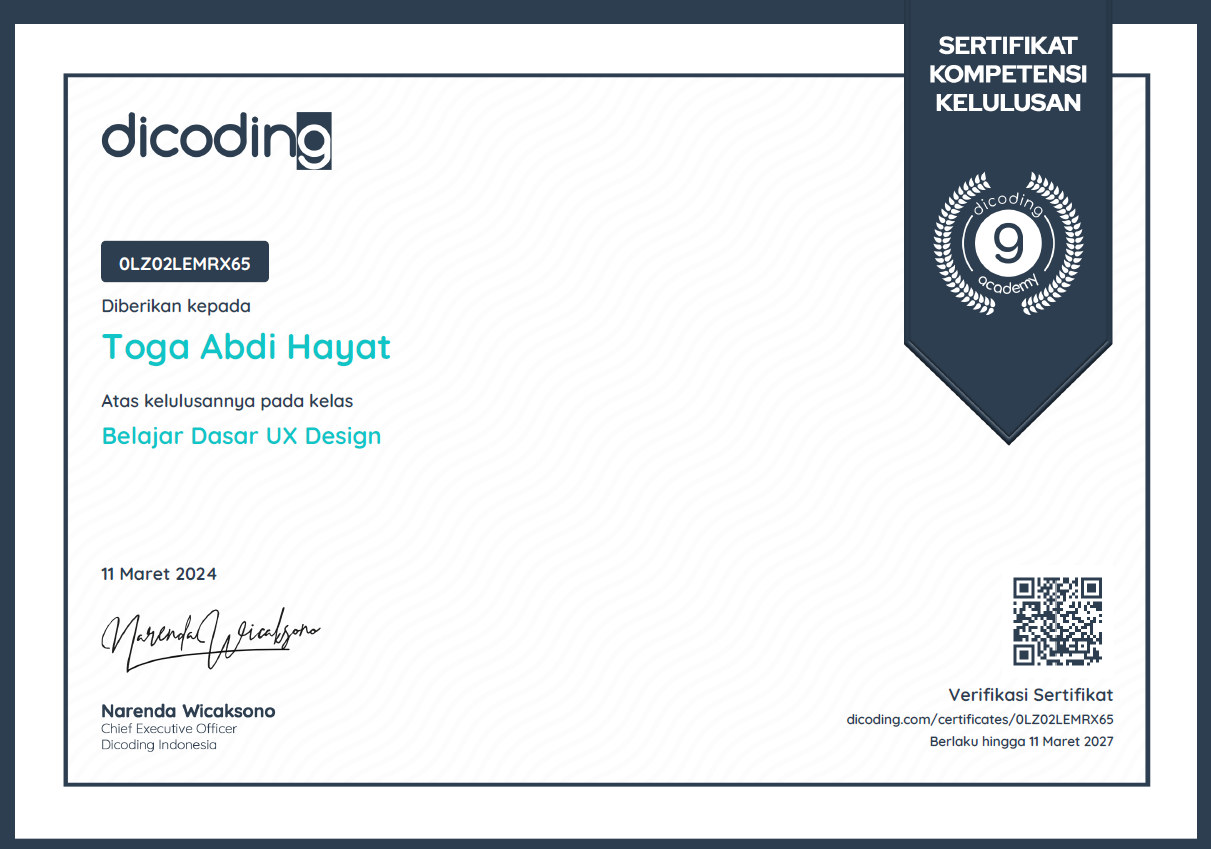 SERTIFIKAT
KOMPETENSI
KELULUSAN
dicoding
dicoding
9
academy
0LZ02LEMRX65
Diberikan kepada
Toga Abdi Hayat
Atas kelulusannya pada kelas
Belajar Dasar UX Design
11 Maret 2024
Narenda Wicaksono
Narenda Wicaksono
Chief Executive Officer
Dicoding Indonesia
Verifikasi Sertifikat
dicoding.com/certificates/0LZ02LEMRX65
Berlaku hingga 11 Maret 2027